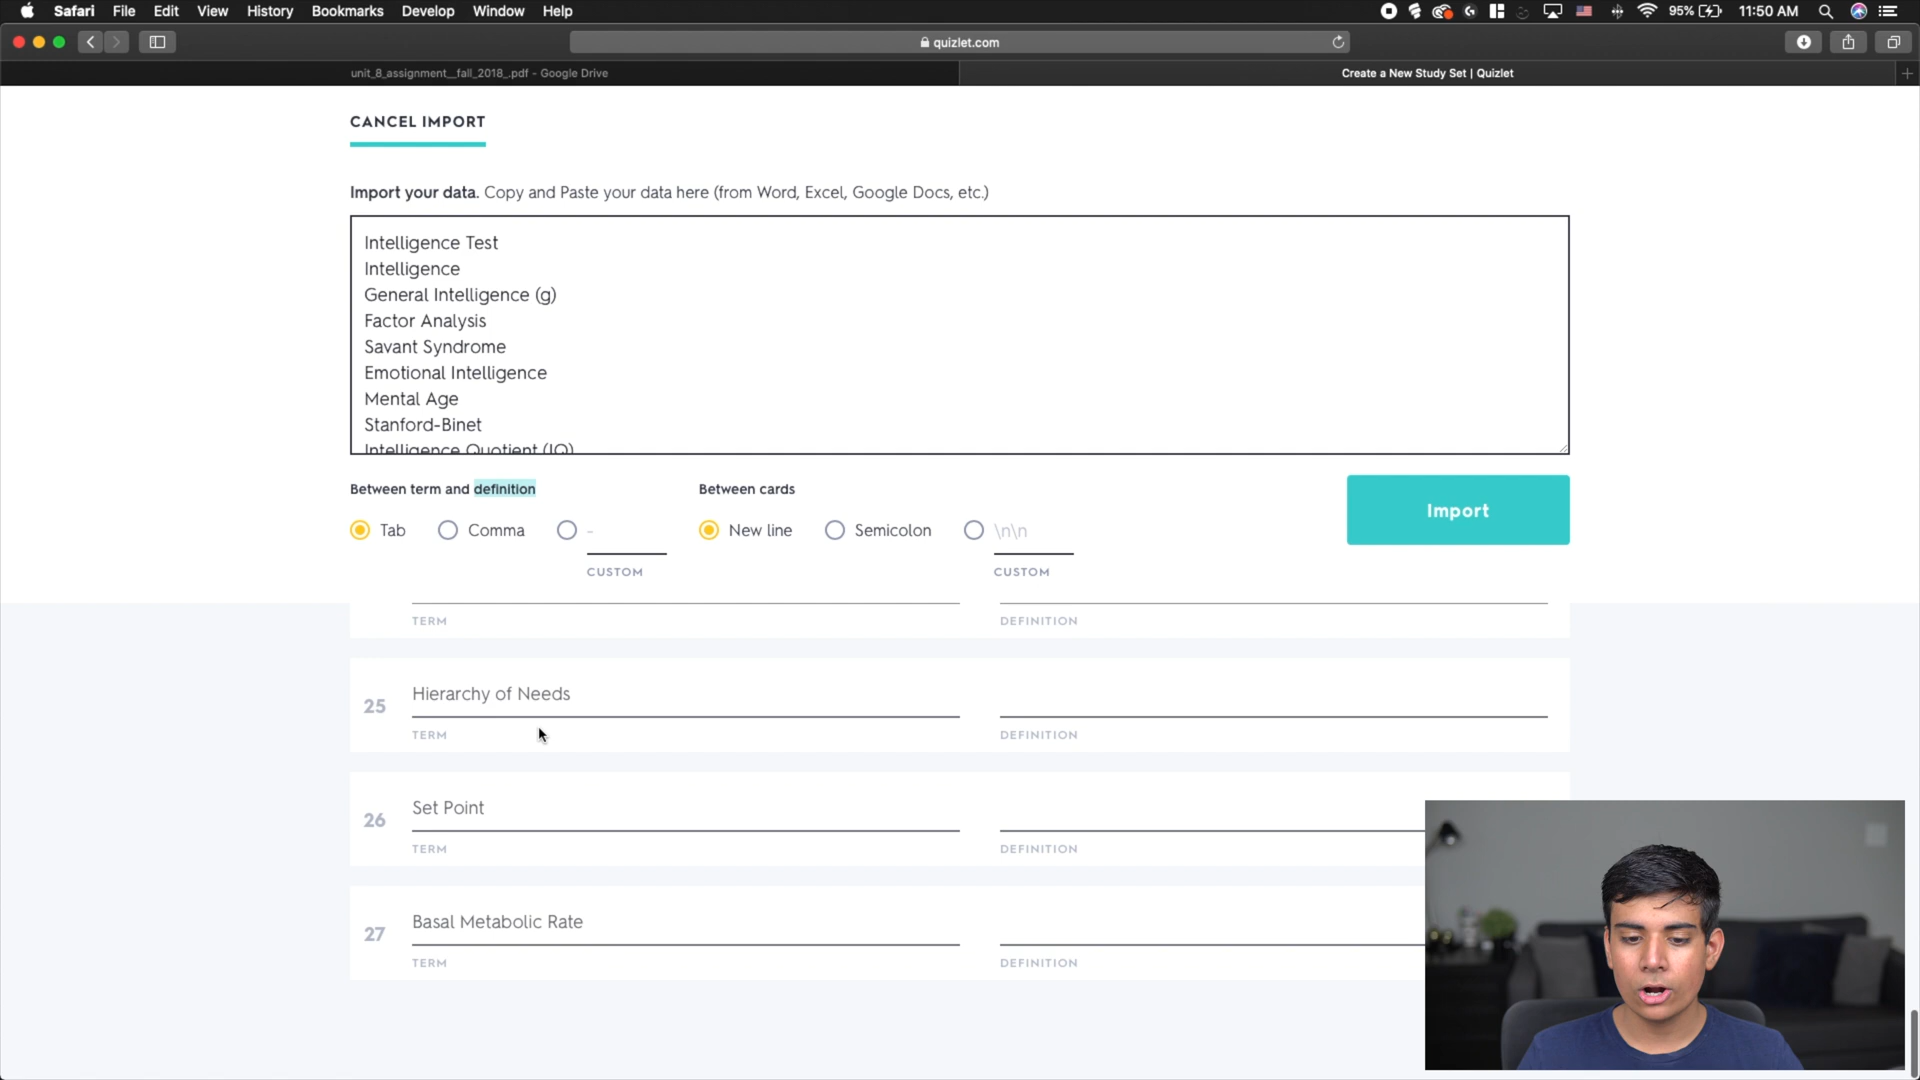 Safari File Edit View History Bookmarks Develop Window Help 95% 11:50 AM
quizlet.com
unit_8_assignment__fall_2018_.pdf - Google Drive
Create a New Study Set | Quizlet
CANCEL IMPORT
Import your data. Copy and Paste your data here (from Word, Excel, Google Docs, etc.)
Intelligence Test
Intelligence
General Intelligence (g)
Factor Analysis
Savant Syndrome
Emotional Intelligence
Mental Age
Stanford-Binet
Intelligence Quotient (IQ)
Between term and definition
Between cards
Tab Comma -
New line Semicolon \n\n
Import
CUSTOM
CUSTOM
TERM
DEFINITION
25
Hierarchy of Needs
TERM
DEFINITION
26
Set Point
TERM
DEFINITION
27
Basal Metabolic Rate
TERM
DEFINITION